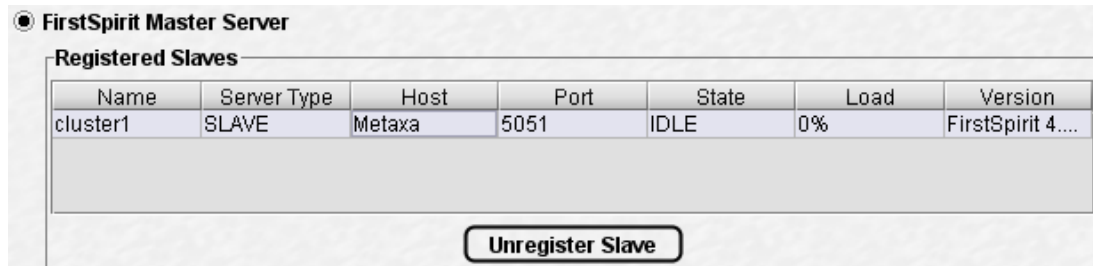 FirstSpirit Master Server
Registered Slaves
Name Server Type Host Port State Load Version
cluster1 SLAVE Metaxa 5051 IDLE 0% FirstSpirit 4....
Unregister Slave